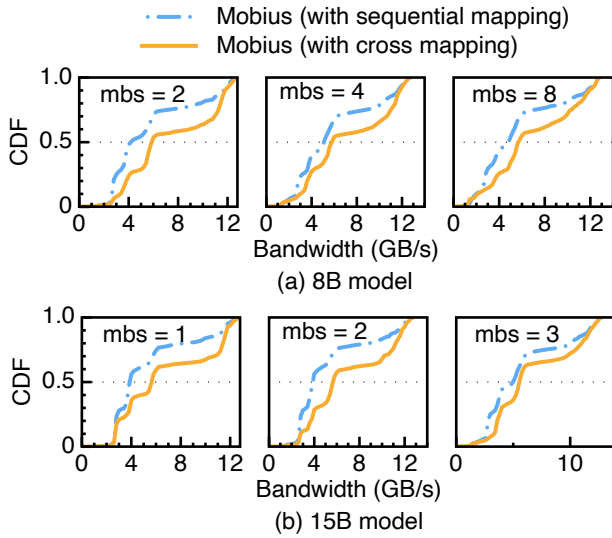 Mobius (with sequential mapping)
Mobius (with cross mapping)
1.0 mbs = 2 mbs = 4 mbs = 8
CDF
0.5
0
0 4 8 12 0 4 8 12 0 4 8 12
Bandwidth (GB/s)
(a) 8B model
1.0 mbs = 1 mbs = 2 mbs = 3
CDF
0.5
0
0 4 8 12 0 4 8 12 0 10
Bandwidth (GB/s)
(b) 15B model